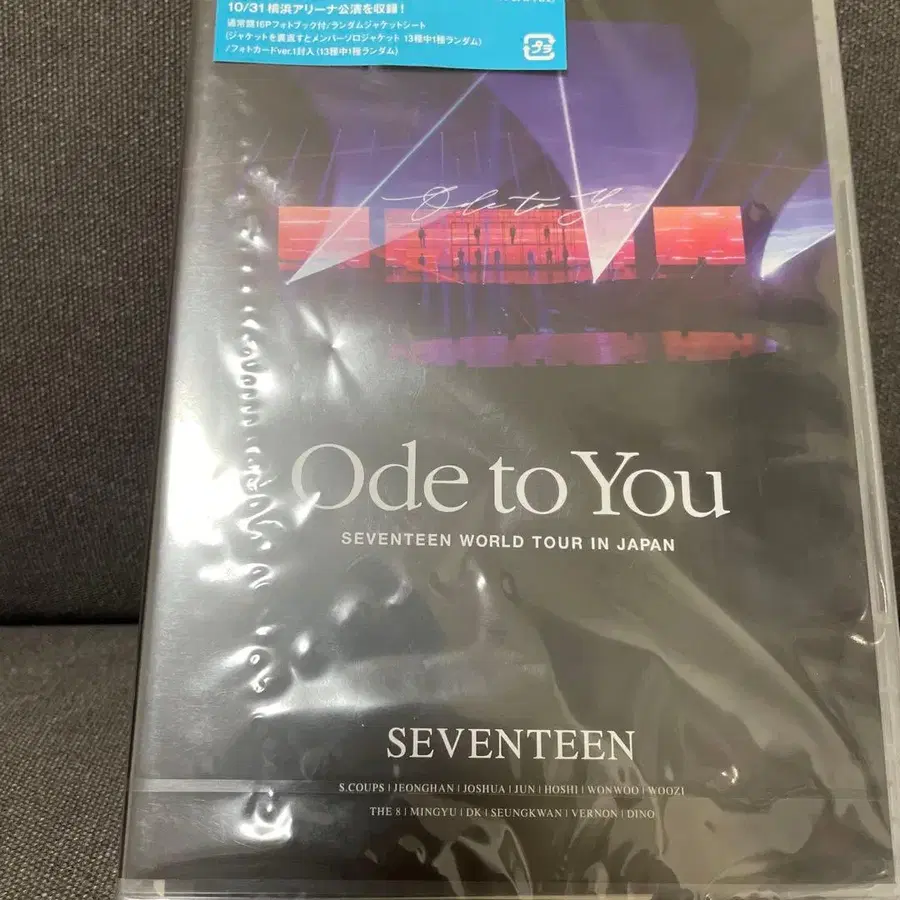 10/31 横浜アリーナ公演を収録！
通常盤16Pフォトブック付/ランダムジャケットシート
(ジャケットを裏返すとメンバーソロジャケット 13種中1種ランダム)
/フォトカードver.1封入 (13種中1種ランダム)
プラ
Ode to You
Ode to You
SEVENTEEN WORLD TOUR IN JAPAN
SEVENTEEN
S.COUPS | JEONGHAN | JOSHUA | JUN | HOSHI | WONWOO | WOOZI
THE 8 | MINGYU | DK | SEUNGKWAN | VERNON | DINO